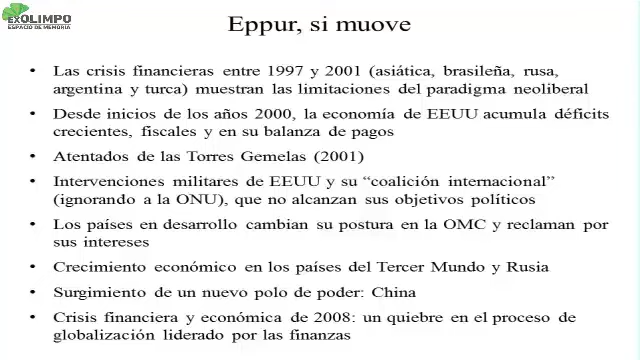 EXOLIMPO
ESPACIO DE MEMORIA
Eppur, si muove
• Las crisis financieras entre 1997 y 2001 (asiática, brasileña, rusa,
argentina y turca) muestran las limitaciones del paradigma neoliberal
• Desde inicios de los años 2000, la economía de EEUU acumula déficits
crecientes, fiscales y en su balanza de pagos
• Atentados de las Torres Gemelas (2001)
• Intervenciones militares de EEUU y su “coalición internacional”
(ignorando a la ONU), que no alcanzan sus objetivos políticos
• Los países en desarrollo cambian su postura en la OMC y reclaman por
sus intereses
• Crecimiento económico en los países del Tercer Mundo y Rusia
• Surgimiento de un nuevo polo de poder: China
• Crisis financiera y económica de 2008: un quiebre en el proceso de
globalización liderado por las finanzas